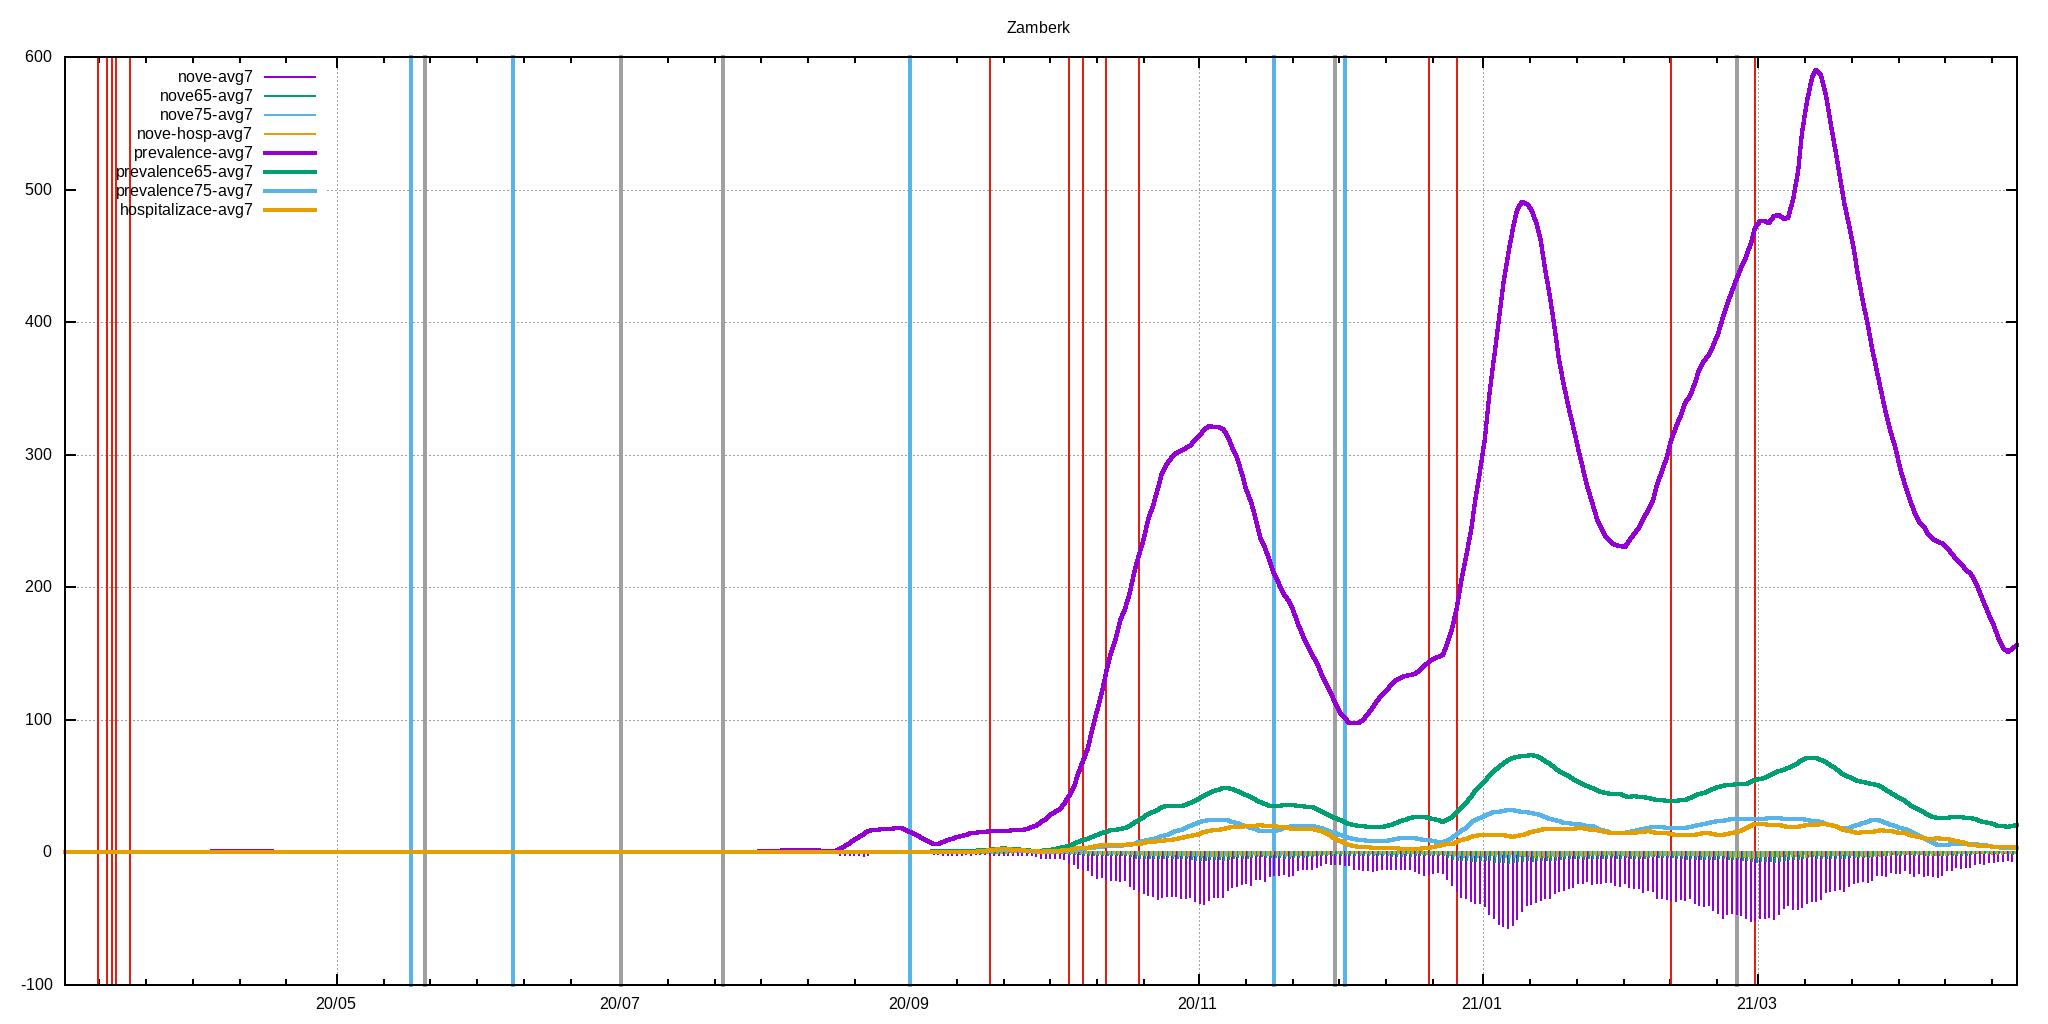 Zamberk
600
500
400
300
200
100
0
-100
nove-avg7
nove65-avg7
nove75-avg7
nove-hosp-avg7
prevalence-avg7
prevalence65-avg7
prevalence75-avg7
hospitalizace-avg7
20/05
20/07
20/09
20/11
21/01
21/03